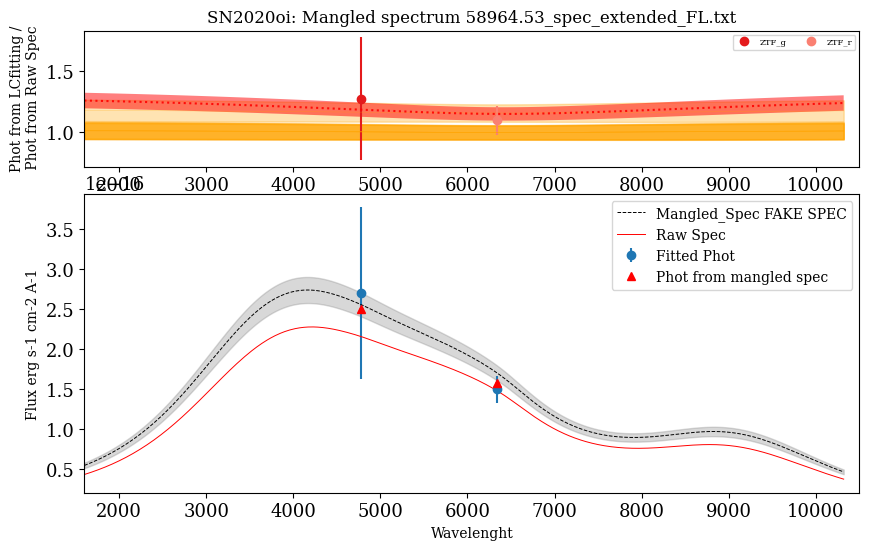 SN2020oi: Mangled spectrum 58964.53_spec_extended_FL.txt
Phot from LCfitting /
Phot from Raw Spec
ZTF_g
ZTF_r
1.5
1.0
2000 3000 4000 5000 6000 7000 8000 9000 10000
1e−16
Mangled_Spec FAKE SPEC
Raw Spec
Fitted Phot
Phot from mangled spec
Flux erg s-1 cm-2 A-1
3.5
3.0
2.5
2.0
1.5
1.0
0.5
2000 3000 4000 5000 6000 7000 8000 9000 10000
Wavelenght